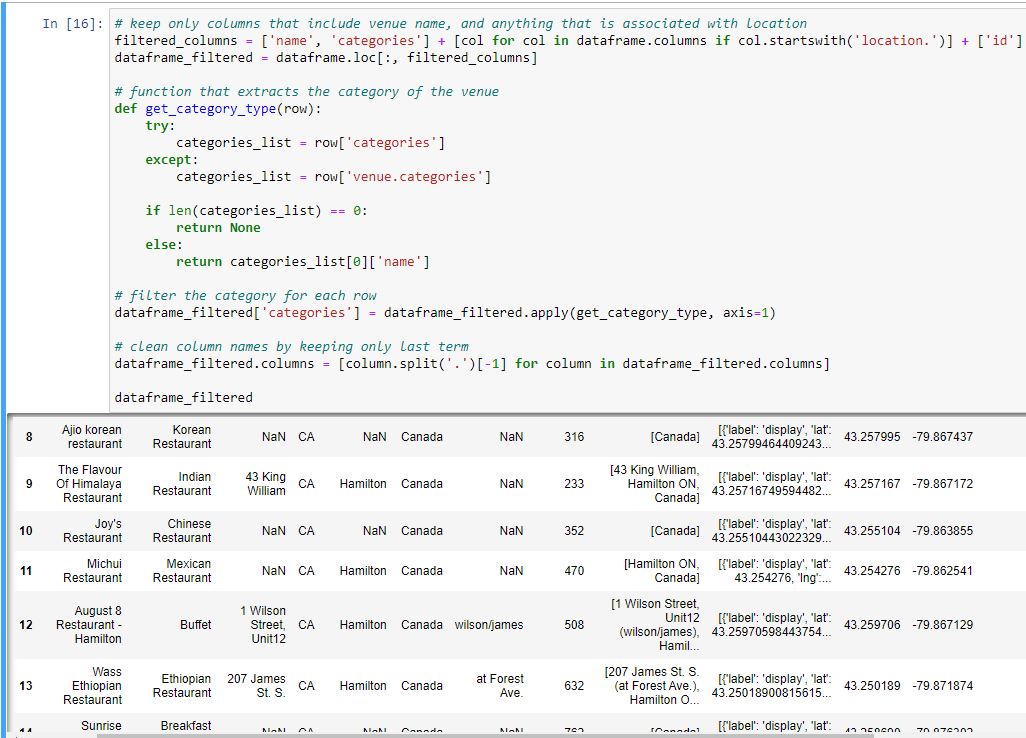 In [16]:
# keep only columns that include venue name, and anything that is associated with location
filtered_columns = ['name', 'categories'] + [col for col in dataframe.columns if col.startswith('location.')] + ['id']
dataframe_filtered = dataframe.loc[:, filtered_columns]
# function that extracts the category of the venue
def get_category_type(row):
try:
categories_list = row['categories']
except:
categories_list = row['venue.categories']
if len(categories_list) == 0:
return None
else:
return categories_list[0]['name']
# filter the category for each row
dataframe_filtered['categories'] = dataframe_filtered.apply(get_category_type, axis=1)
# clean column names by keeping only last term
dataframe_filtered.columns = [column.split('.')[-1] for column in dataframe_filtered.columns]
dataframe_filtered
8 Ajio korean restaurant Korean Restaurant NaN CA NaN Canada NaN 316 [Canada] [{'label': 'display', 'lat': 43.25799464409243... 43.257995 -79.867437
9 The Flavour Of Himalaya Restaurant Indian Restaurant 43 King William CA Hamilton Canada NaN 233 [43 King William, Hamilton ON, Canada] [{'label': 'display', 'lat': 43.25716749594482... 43.257167 -79.867172
10 Joy's Restaurant Chinese Restaurant NaN CA NaN Canada NaN 352 [Canada] [{'label': 'display', 'lat': 43.25510443022329... 43.255104 -79.863855
11 Michui Restaurant Mexican Restaurant NaN CA Hamilton Canada NaN 470 [Hamilton ON, Canada] [{'label': 'display', 'lat': 43.254276, 'lng':... 43.254276 -79.862541
12 August 8 Restaurant - Hamilton Buffet 1 Wilson Street, Unit12 CA Hamilton Canada wilson/james 508 [1 Wilson Street, Unit12 (wilson/james), Hamil... [{'label': 'display', 'lat': 43.25970598443754... 43.259706 -79.867129
13 Wass Ethiopian Restaurant Ethiopian Restaurant 207 James St. S. CA Hamilton Canada at Forest Ave. 632 [207 James St. S. (at Forest Ave.), Hamilton O... [{'label': 'display', 'lat': 43.25018900815615... 43.250189 -79.871874
Sunrise Breakfast [{'label': 'display', 'lat':